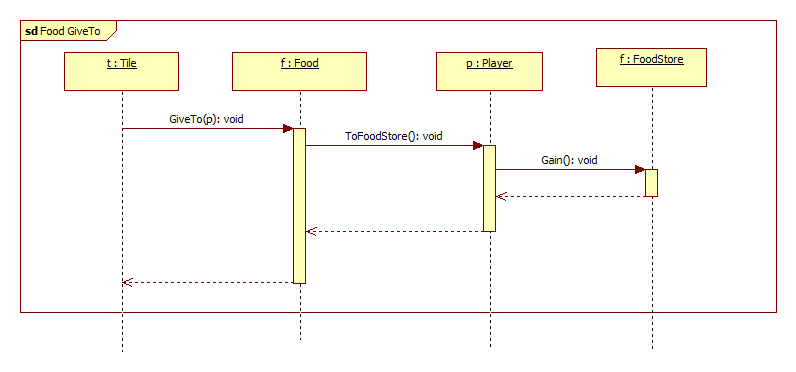 sd Food GiveTo
t : Tile
f : Food
p : Player
f : FoodStore
GiveTo(p): void
ToFoodStore(): void
Gain(): void